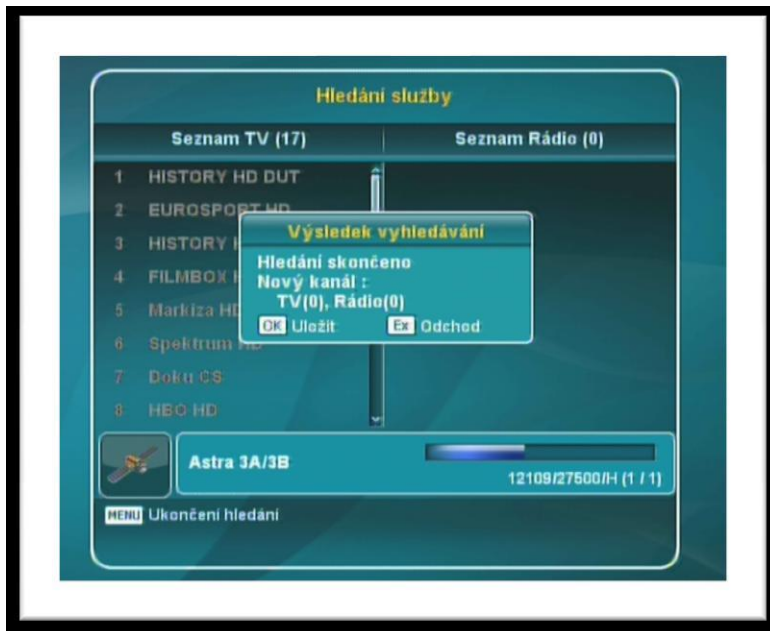 Hledání služby
Seznam TV (17)
Seznam Rádio (0)
1 HISTORY HD DUT
2 EUROSPORT HD
3 HISTORY
4 FILMBOX
5 Markiza HD
6 Spektrum HD
7 Doku CS
8 HBO HD
Výsledek vyhledávání
Hledání skončeno
Nový kanál :
TV(0), Rádio(0)
OK Uložit Ex Odchod
Astra 3A/3B
12109/27500/H (1 / 1)
MENU Ukončení hledání